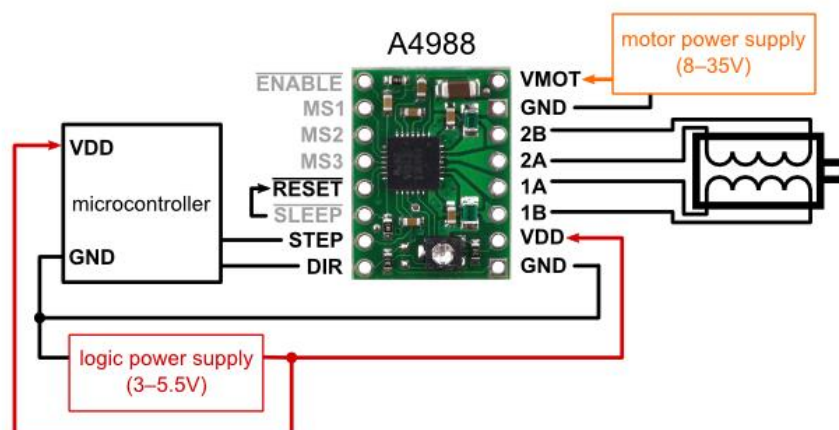 A4988
motor power supply
(8–35V)
ENABLE
VMOT
MS1
GND
MS2
2B
VDD
MS3
2A
microcontroller
RESET
1A
SLEEP
1B
STEP
VDD
GND
DIR
GND
logic power supply
(3–5.5V)